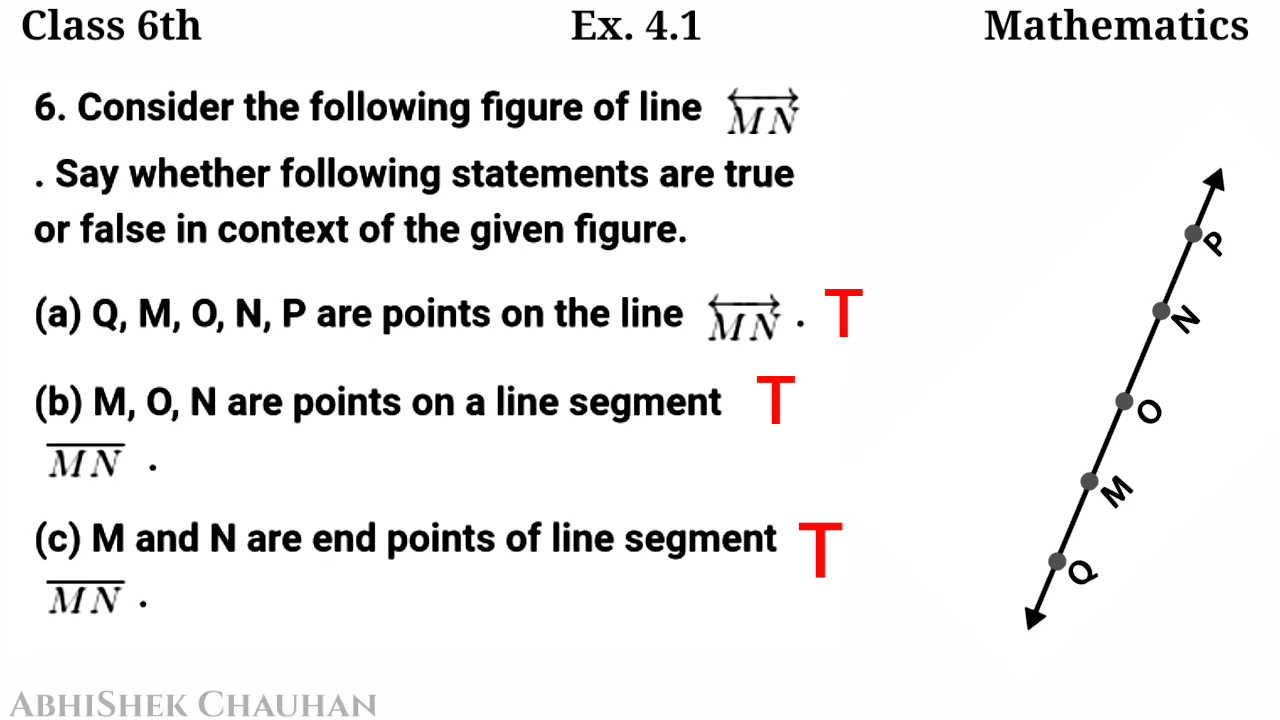 Class 6th Ex. 4.1 Mathematics
6. Consider the following figure of line MN
. Say whether following statements are true
or false in context of the given figure.
(a) Q, M, O, N, P are points on the line MN . T
(b) M, O, N are points on a line segment T
MN .
(c) M and N are end points of line segment T
MN .
P
N
O
M
Q
ABHISHEK CHAUHAN